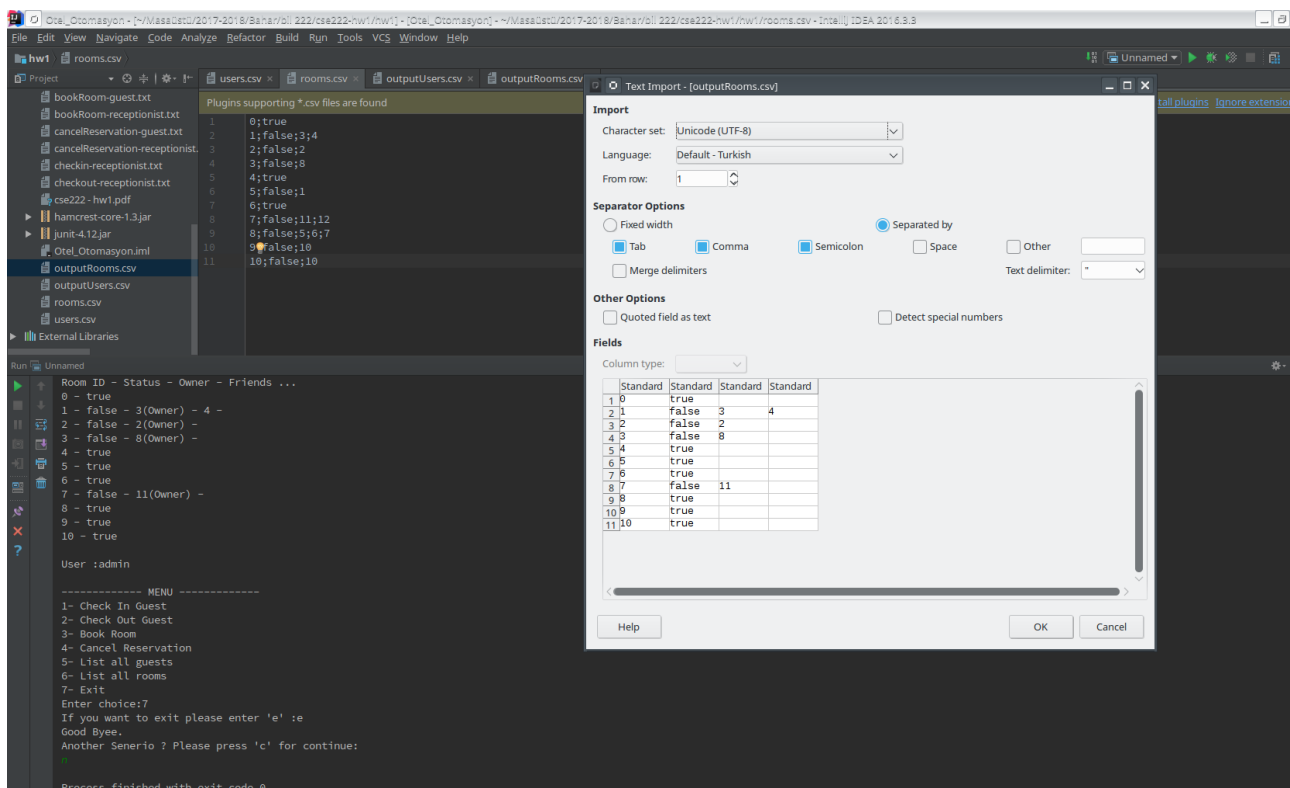 Otel_Otomasyon - [~/Masaüstü/2017-2018/Bahar/bil 222/cse222-hw1/hw1] - [Otel_Otomasyon] - ~/Masaüstü/2017-2018/Bahar/bil 222/cse222-hw1/hw1/rooms.csv - IntelliJ IDEA 2016.3.3
File Edit View Navigate Code Analyze Refactor Build Run Tools VCS Window Help
hw1 rooms.csv
Unnamed
Project
users.csv rooms.csv outputUsers.csv outputRooms.csv
Plugins supporting *.csv files are found
plugins Ignore extension
bookRoom-guest.txt
bookRoom-receptionist.txt
cancelReservation-guest.txt
cancelReservation-receptionist.
checkin-receptionist.txt
checkout-receptionist.txt
cse222 - hw1.pdf
hamcrest-core-1.3.jar
junit-4.12.jar
Otel_Otomasyon.iml
outputRooms.csv
outputUsers.csv
rooms.csv
users.csv
External Libraries
1 0;true
2 1;false;3;4
3 2;false;2
4 3;false;8
5 4;true
6 5;false;1
7 6;true
8 7;false;11;12
9 8;false;5;6;7
10 9 false;10
11 10;false;10
Run Unnamed
Room ID - Status - Owner - Friends ...
0 - true
1 - false - 3(Owner) - 4 -
2 - false - 2(Owner) -
3 - false - 8(Owner) -
4 - true
5 - true
6 - true
7 - false - 11(Owner) -
8 - true
9 - true
10 - true
User :admin
------------- MENU -------------
1- Check In Guest
2- Check Out Guest
3- Book Room
4- Cancel Reservation
5- List all guests
6- List all rooms
7- Exit
Enter choice:7
If you want to exit please enter 'e' :e
Good Byee.
Another Senerio ? Please press 'c' for continue:
n
Process finished with exit code 0
Text Import - [outputRooms.csv]
Import
Character set: Unicode (UTF-8)
Language: Default - Turkish
From row: 1
Separator Options
Fixed width Separated by
Tab Comma Semicolon Space Other
Merge delimiters Text delimiter: "
Other Options
Quoted field as text Detect special numbers
Fields
Column type:
Standard Standard Standard Standard
1 0 true
2 1 false 3 4
3 2 false 2
4 3 false 8
5 4 true
6 5 true
7 6 true
8 7 false 11
9 8 true
10 9 true
11 10 true
Help OK Cancel